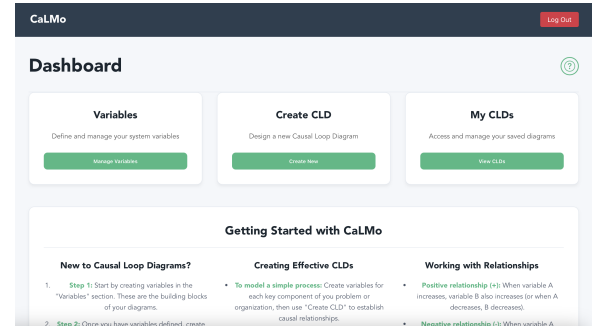 CaLMo
Log Out
Dashboard
?
Variables
Define and manage your system variables
Manage Variables
Create CLD
Design a new Causal Loop Diagram
Create New
My CLDs
Access and manage your saved diagrams
View CLDs
Getting Started with CaLMo
New to Causal Loop Diagrams?
1. Step 1: Start by creating variables in the
"Variables" section. These are the building blocks
of your diagrams.
2. Step 2: Once you have variables defined, create
Creating Effective CLDs
• To model a simple process: Create variables for
each key component of you problem or
organization, then use "Create CLD" to establish
causal relationships.
Working with Relationships
• Positive relationship (+): When variable A
increases, variable B also increases (or when A
decreases, B decreases).
• Negative relationship (-): When variable A